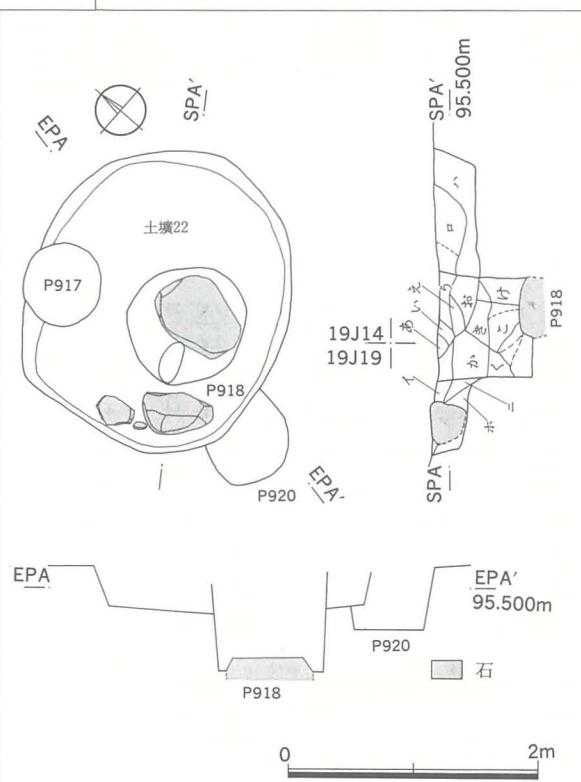 EPA
SPA'
土壙22
P917
P918
P920
EPA'
SPA'
95.500m
ハ
ロ
う
え
い
あ
お
け
き
こ
か
く
イ
ニ
ホ
P918
19J14
19J19
SPA
EPA
EPA'
95.500m
P920
P918
石
0
2m